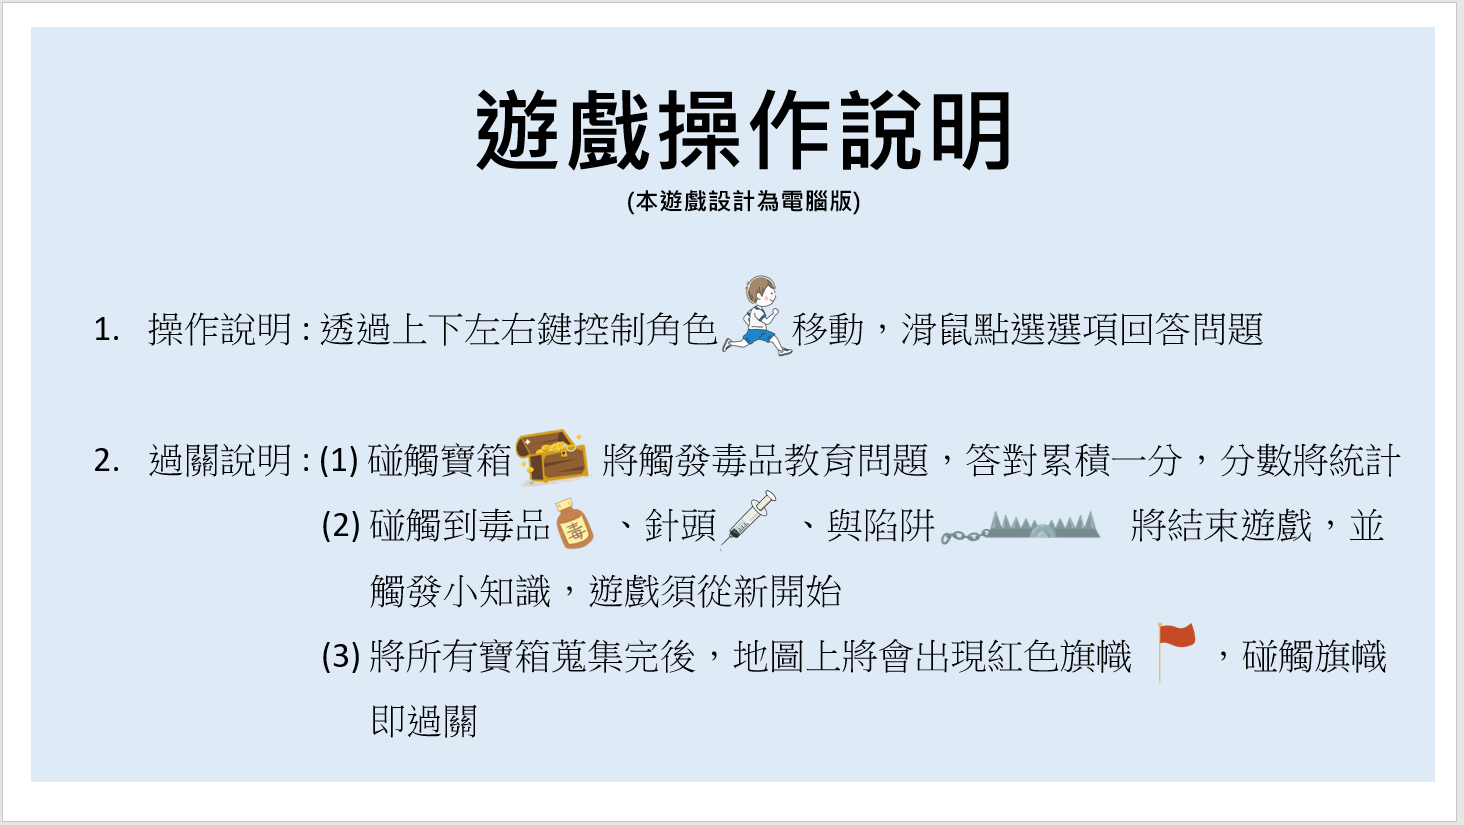 遊戲操作說明
(本遊戲設計為電腦版)
1. 操作說明 : 透過上下左右鍵控制角色 移動，滑鼠點選選項回答問題
2. 過關說明 : (1) 碰觸寶箱 將觸發毒品教育問題，答對累積一分，分數將統計
(2) 碰觸到毒品 毒 、針頭 、與陷阱 將結束遊戲，並
觸發小知識，遊戲須從新開始
(3) 將所有寶箱蒐集完後，地圖上將會出現紅色旗幟 ，碰觸旗幟
即過關